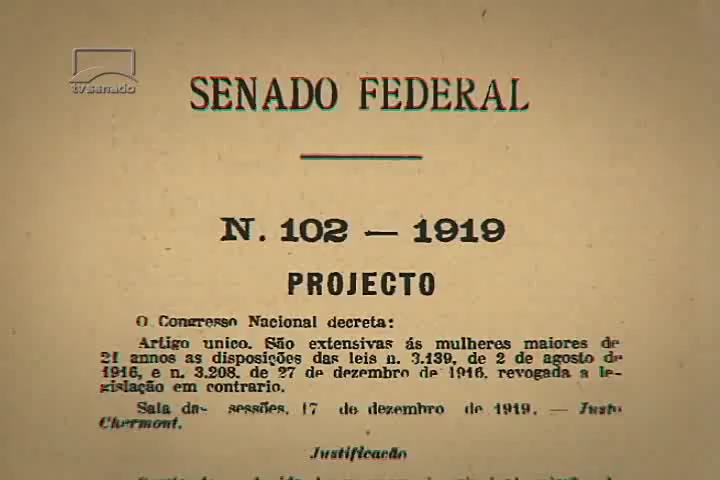 tv senado
SENADO FEDERAL
N. 102 — 1919
PROJECTO
O Congresso Nacional decreta:
Artigo unico. São extensivas ás mulheres maiores de
21 annos as disposições das leis n. 3.139, de 2 de agosto de
1916, e n. 3.208, de 27 de dezembro de 1916, revogada a le-
gislação em contrario.
Sala das sessões, 17 de dezembro de 1919. — Justo
Chermont.
Justificação